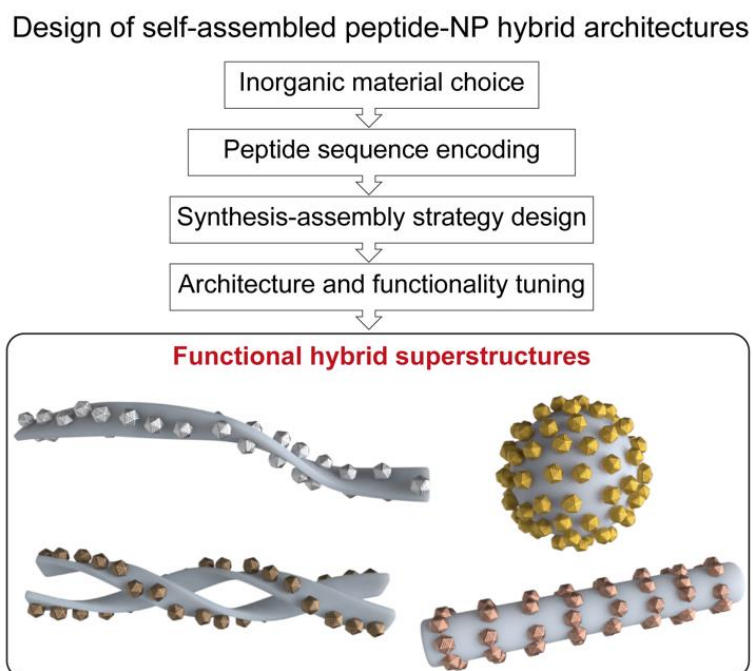 Design of self-assembled peptide-NP hybrid architectures
Inorganic material choice
Peptide sequence encoding
Synthesis-assembly strategy design
Architecture and functionality tuning
Functional hybrid superstructures